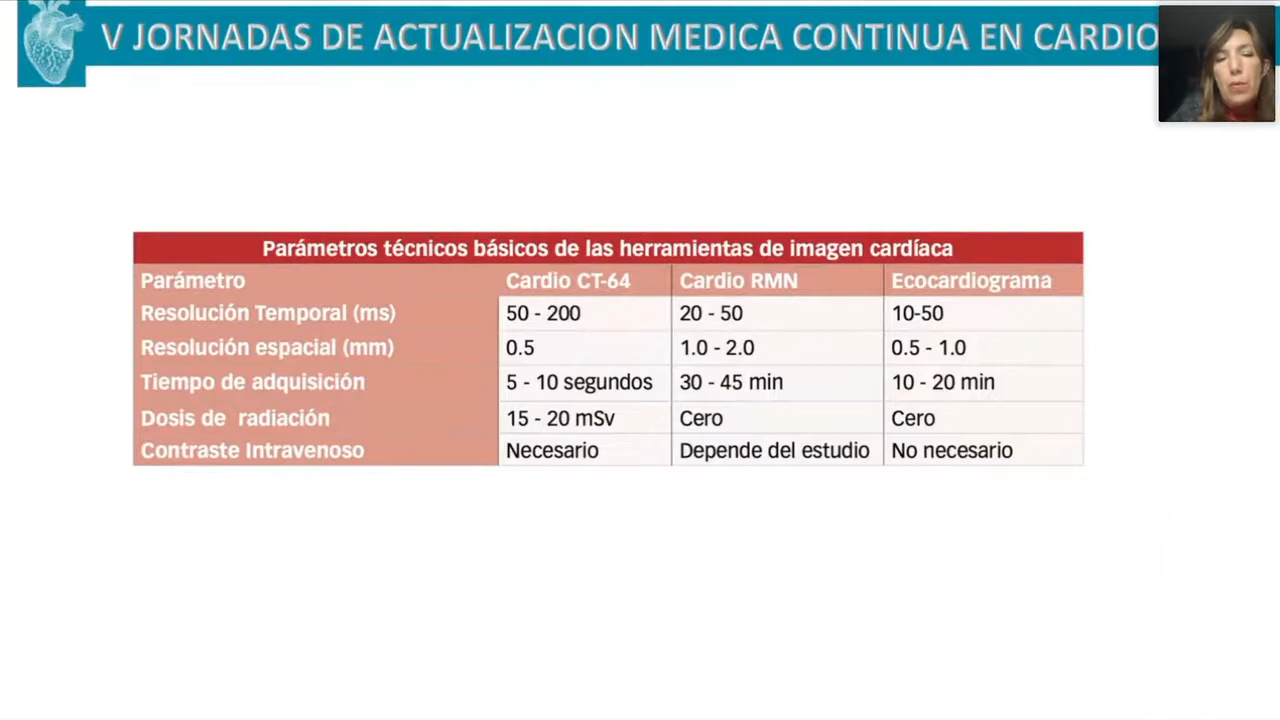 V JORNADAS DE ACTUALIZACION MEDICA CONTINUA EN CARDIO
Parámetros técnicos básicos de las herramientas de imagen cardíaca
Parámetro Cardio CT-64 Cardio RMN Ecocardiograma
Resolución Temporal (ms) 50 - 200 20 - 50 10-50
Resolución espacial (mm) 0.5 1.0 - 2.0 0.5 - 1.0
Tiempo de adquisición 5 - 10 segundos 30 - 45 min 10 - 20 min
Dosis de radiación 15 - 20 mSv Cero Cero
Contraste Intravenoso Necesario Depende del estudio No necesario